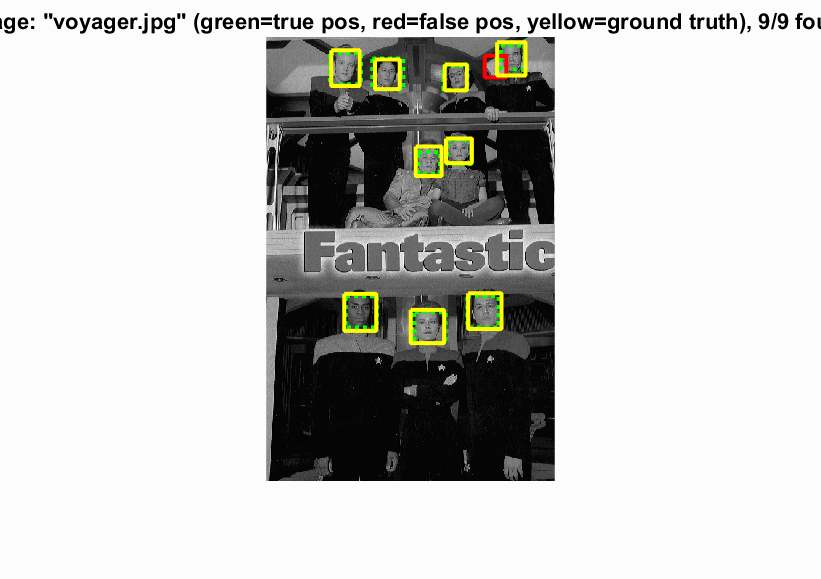 age: "voyager.jpg" (green=true pos, red=false pos, yellow=ground truth), 9/9 fou
Fantastic